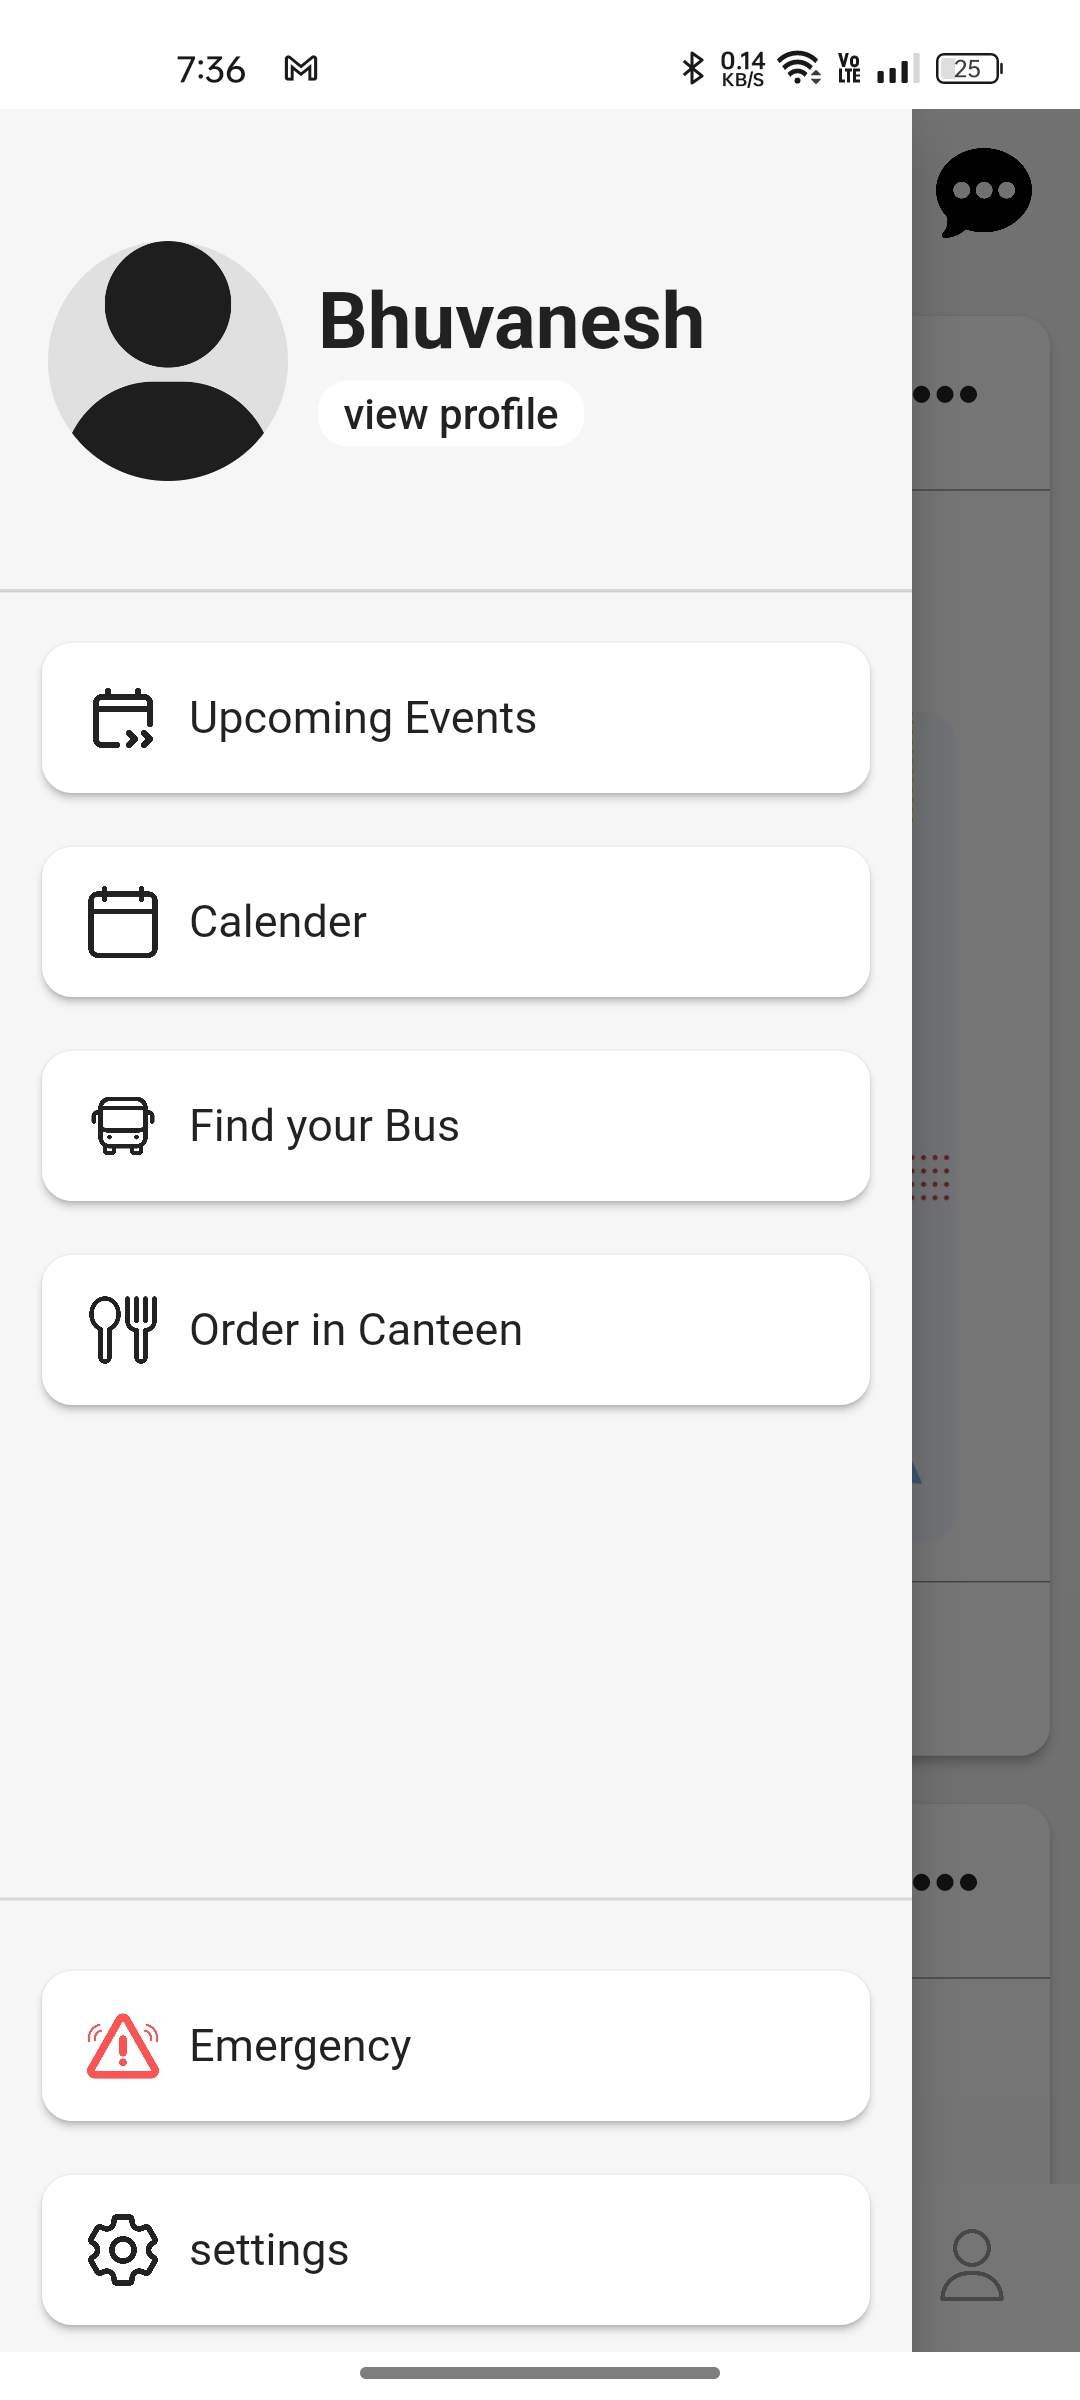 7:36
0.14
KB/S
Vo
LTE
25
Bhuvanesh
view profile
Upcoming Events
Calender
Find your Bus
Order in Canteen
Emergency
settings